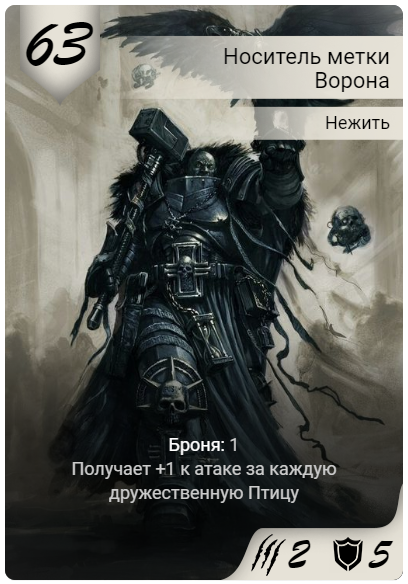 63
Носитель метки
Ворона
Нежить
Броня: 1
Получает +1 к атаке за каждую
дружественную Птицу
2 5